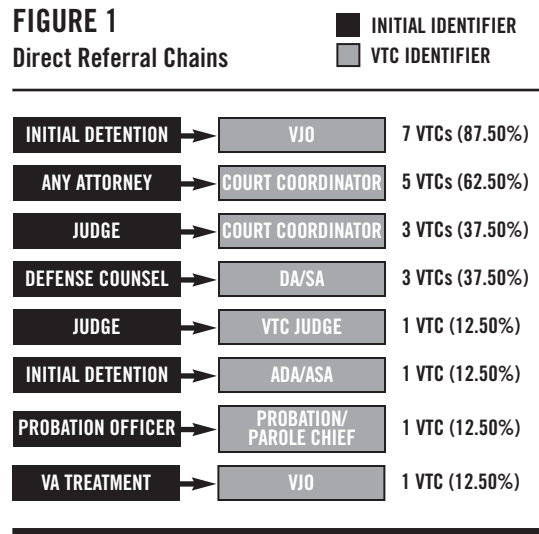 FIGURE 1
Direct Referral Chains
INITIAL IDENTIFIER
VTC IDENTIFIER
INITIAL DETENTION VJO 7 VTCs (87.50%)
ANY ATTORNEY COURT COORDINATOR 5 VTCs (62.50%)
JUDGE COURT COORDINATOR 3 VTCs (37.50%)
DEFENSE COUNSEL DA/SA 3 VTCs (37.50%)
JUDGE VTC JUDGE 1 VTC (12.50%)
INITIAL DETENTION ADA/ASA 1 VTC (12.50%)
PROBATION OFFICER PROBATION/
PAROLE CHIEF 1 VTC (12.50%)
VA TREATMENT VJO 1 VTC (12.50%)